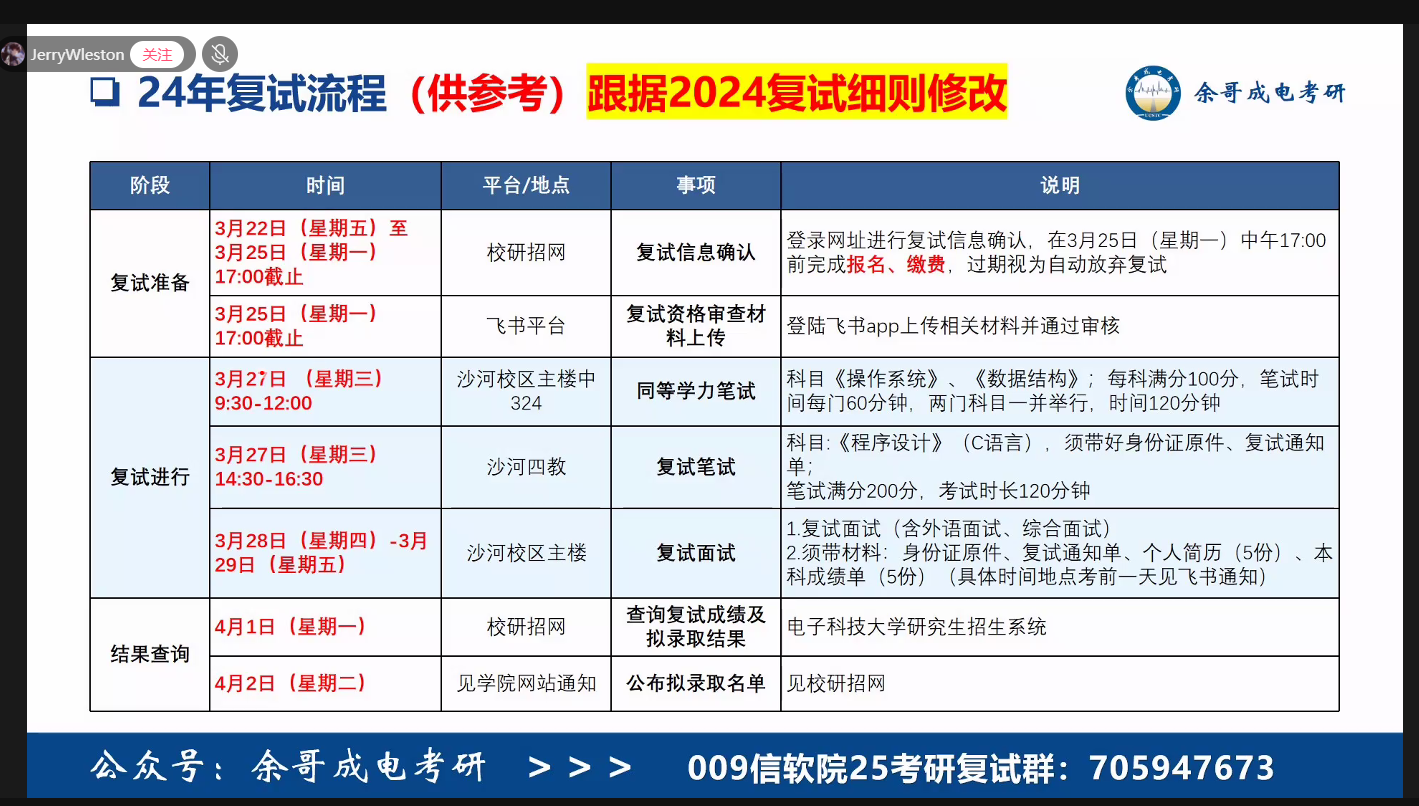 JerryWleston 关注
24年复试流程（供参考）跟据2024复试细则修改
余哥成电考研
阶段 时间 平台/地点 事项 说明
复试准备
3月22日（星期五）至
3月25日（星期一）
17:00截止
校研招网
复试信息确认
登录网址进行复试信息确认，在3月25日（星期一）中午17:00
前完成报名、缴费，过期视为自动放弃复试
3月25日（星期一）
17:00截止
飞书平台
复试资格审查材
料上传
登陆飞书app上传相关材料并通过审核
复试进行
3月27日 （星期三）
9:30-12:00
沙河校区主楼中
324
同等学力笔试
科目《操作系统》、《数据结构》；每科满分100分，笔试时
间每门60分钟，两门科目一并举行，时间120分钟
3月27日（星期三）
14:30-16:30
沙河四教
复试笔试
科目:《程序设计》（C语言），须带好身份证原件、复试通知
单；
笔试满分200分，考试时长120分钟
3月28日（星期四）-3月
29日（星期五）
沙河校区主楼
复试面试
1.复试面试（含外语面试、综合面试）
2.须带材料：身份证原件、复试通知单、个人简历（5份）、本
科成绩单（5份）（具体时间地点考前一天见飞书通知）
结果查询
4月1日（星期一）
校研招网
查询复试成绩及
拟录取结果
电子科技大学研究生招生系统
4月2日（星期二）
见学院网站通知
公布拟录取名单
见校研招网
公众号：余哥成电考研 > > > 009信软院25考研复试群：705947673